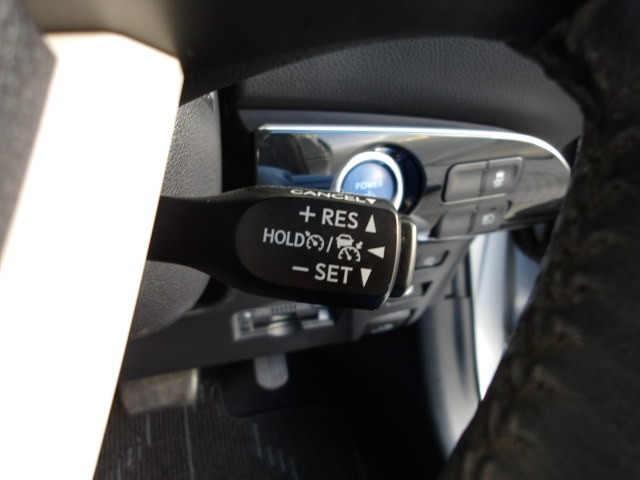 CANCEL
+ RES
HOLD /
− SET
POWER